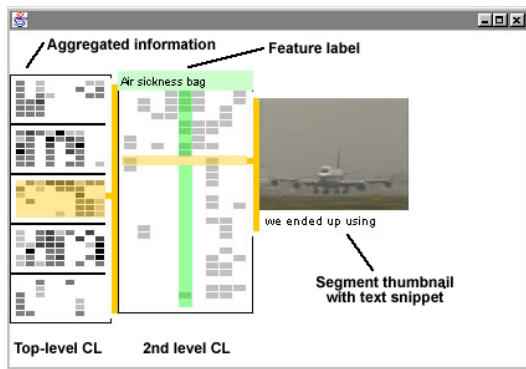 Aggregated information
Feature label
Air sickness bag
we ended up using
Segment thumbnail
with text snippet
Top-level CL
2nd level CL